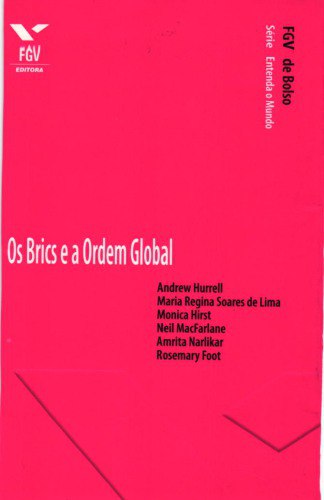 FGV
EDITORA
FGV de Bolso
Série Entenda o Mundo
Os Brics e a Ordem Global
Andrew Hurrell
Maria Regina Soares de Lima
Monica Hirst
Neil MacFarlane
Amrita Narlikar
Rosemary Foot